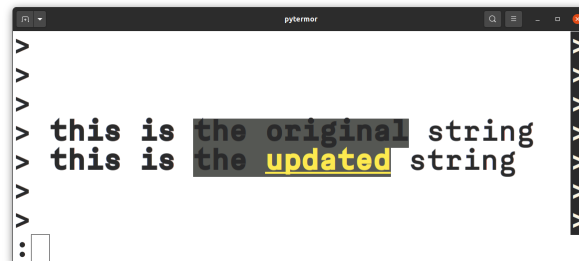 pytermor
>
>
>
> this is the original string
> this is the updated string
>
>
: